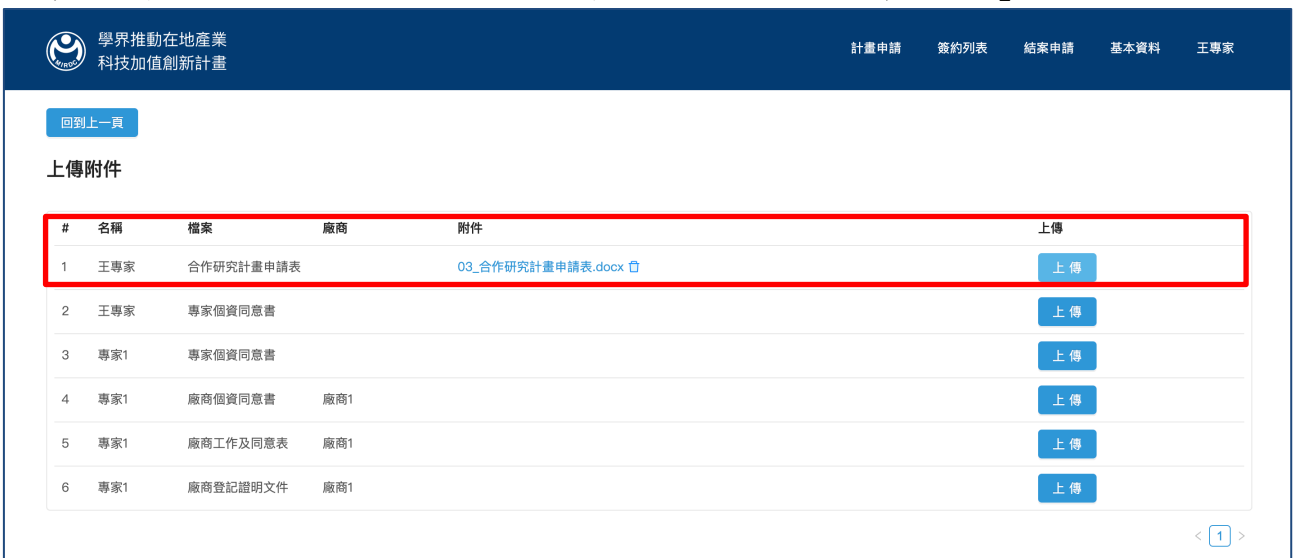 MIROC
學界推動在地產業
科技加值創新計畫
計畫申請 簽約列表 結案申請 基本資料 王專家
回到上一頁
上傳附件
# 名稱 檔案 廠商 附件 上傳
1 王專家 合作研究計畫申請表 03_合作研究計畫申請表.docx 上傳
2 王專家 專家個資同意書 上傳
3 專家1 專家個資同意書 上傳
4 專家1 廠商個資同意書 廠商1 上傳
5 專家1 廠商工作及同意表 廠商1 上傳
6 專家1 廠商登記證明文件 廠商1 上傳
< 1 >